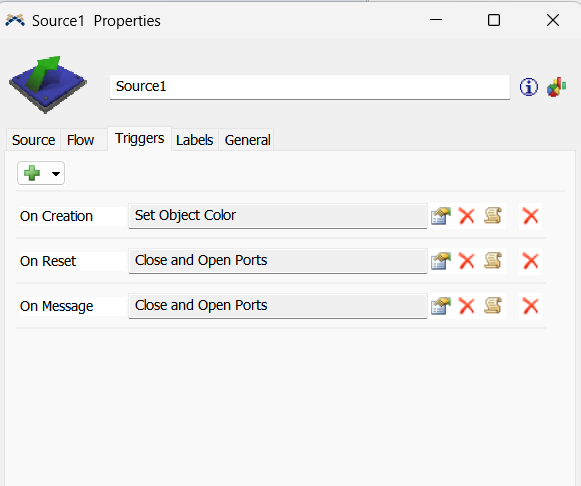 Source1 Properties
Source1
Source Flow Triggers Labels General
On Creation Set Object Color
On Reset Close and Open Ports
On Message Close and Open Ports